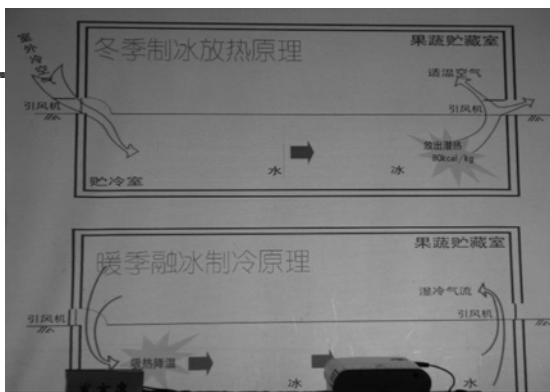 冬季制冰放热原理
果蔬贮藏室
室外冷空
适温空气
引风机
引风机
放出潜热
80kcal/kg
水
冰
贮冷室
暖季融冰制冷原理
果蔬贮藏室
湿冷气流
引风机
引风机
吸热降温
冰
水